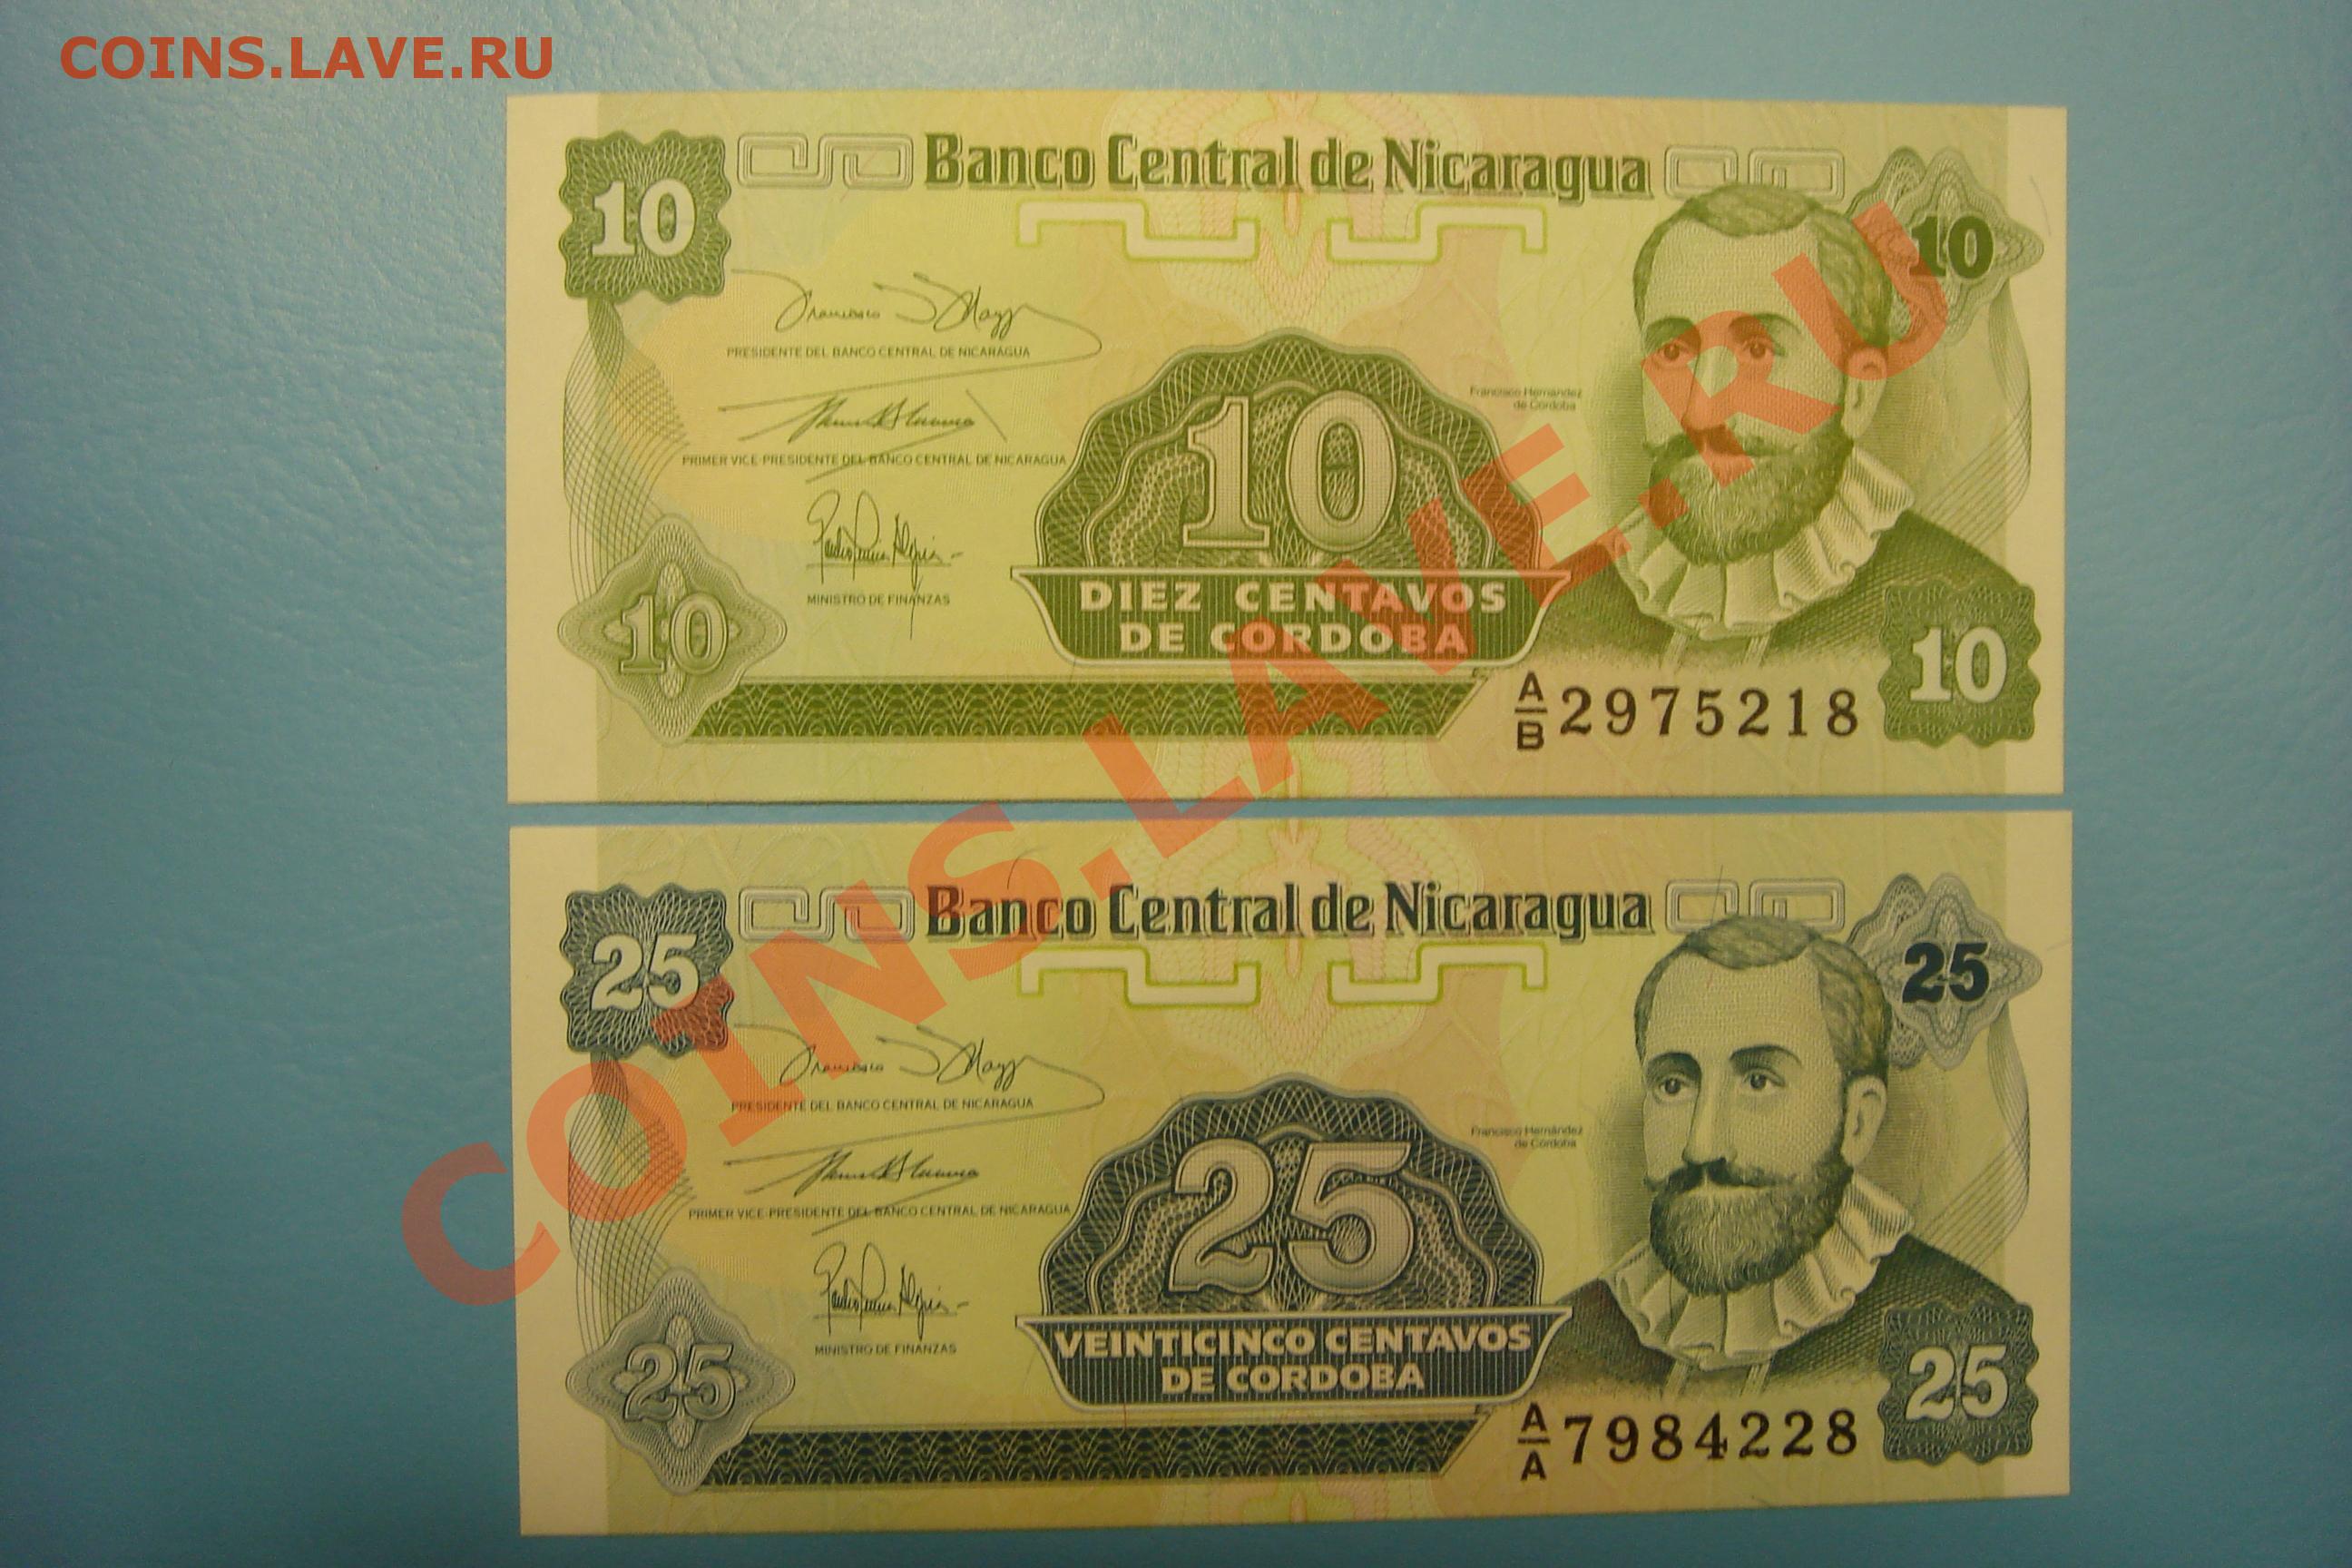 COINS.LAVE.RU
10
Banco Central de Nicaragua
10
PRESIDENTE DEL BANCO CENTRAL DE NICARAGUA
Francisco Hernández
de Córdoba
10
PRIMER VICE-PRESIDENTE DEL BANCO CENTRAL DE NICARAGUA
MINISTRO DE FINANZAS
DIEZ CENTAVOS
DE CORDOBA
10
10
A/B 2975218
COINS.LAVE.RU
25
Banco Central de Nicaragua
25
PRESIDENTE DEL BANCO CENTRAL DE NICARAGUA
Francisco Hernández
de Córdoba
25
PRIMER VICE-PRESIDENTE DEL BANCO CENTRAL DE NICARAGUA
MINISTRO DE FINANZAS
VEINTICINCO CENTAVOS
DE CORDOBA
25
25
A/A 7984228